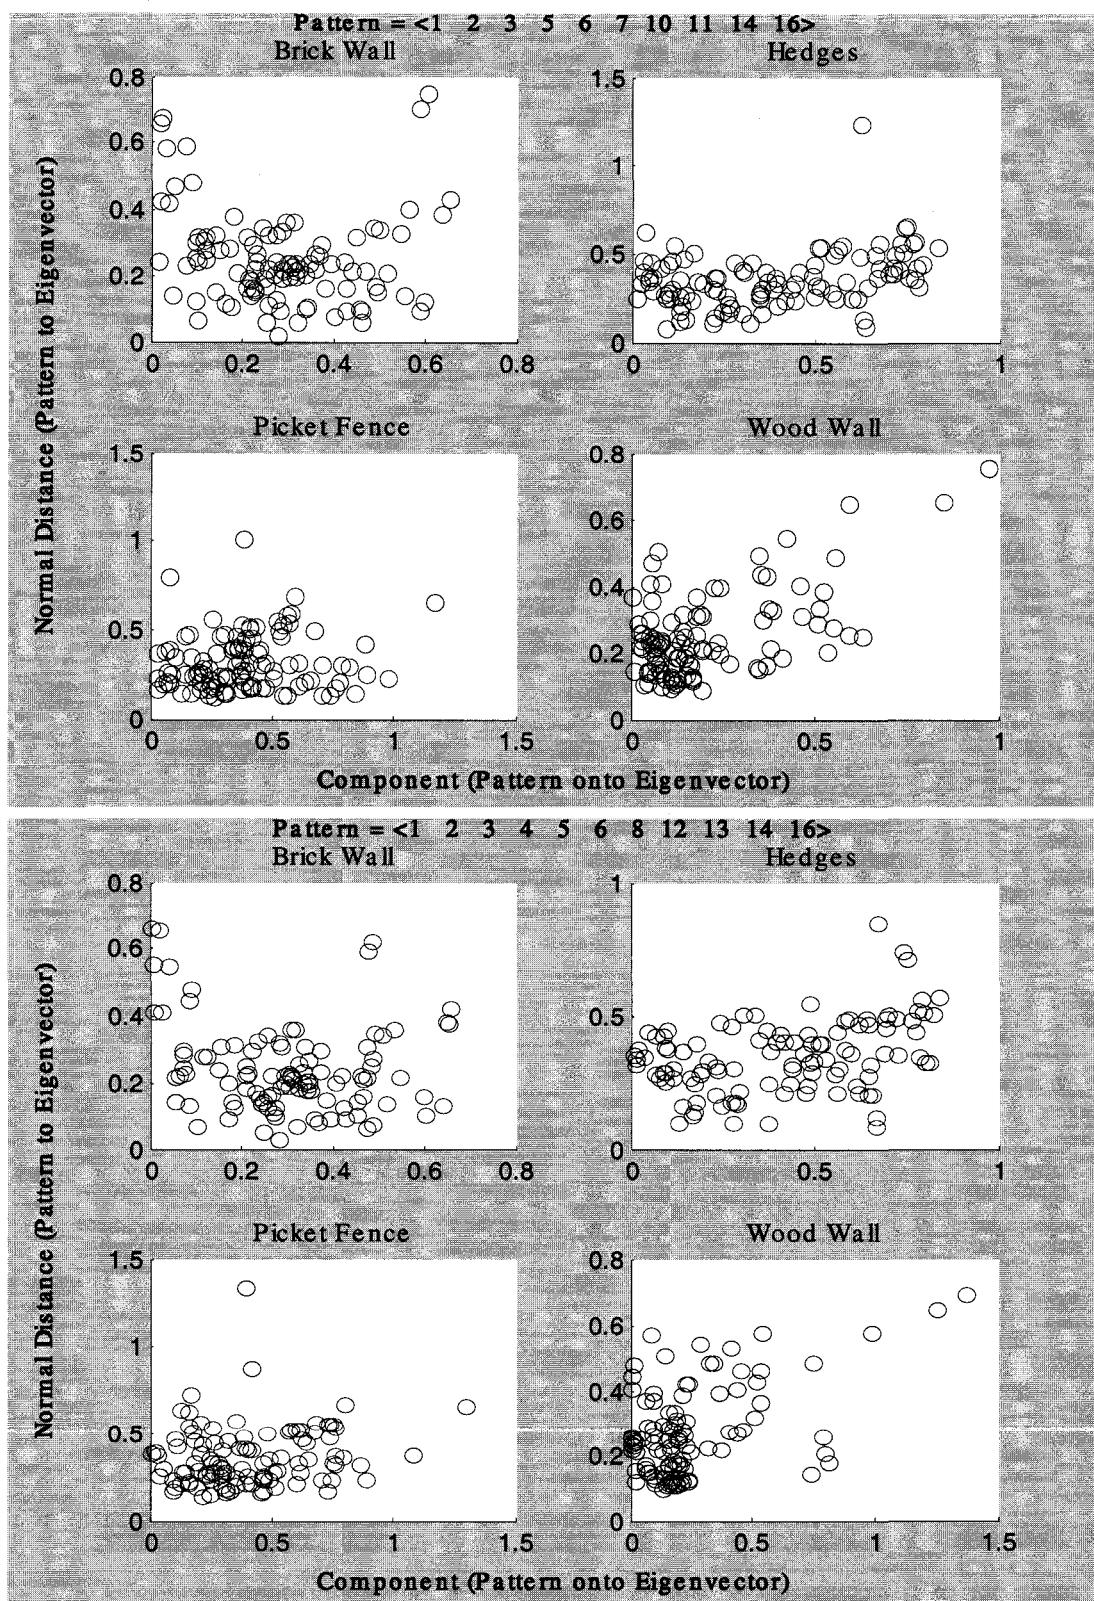 Pattern = <1 2 3 5 6 7 10 11 14 16>
Brick Wall
Hedges
0.8
0.6
0.4
0.2
0
0 0.2 0.4 0.6 0.8
1.5
1
0.5
0
0 0.5 1
Normal Distance (Pattern to Eigenvector)
Picket Fence
Wood Wall
1.5
1
0.5
0
0 0.5 1 1.5
0.8
0.6
0.4
0.2
0
0 0.5 1
Component (Pattern onto Eigenvector)
Pattern = <1 2 3 4 5 6 8 12 13 14 16>
Brick Wall
Hedges
0.8
0.6
0.4
0.2
0
0 0.2 0.4 0.6 0.8
1
0.5
0
0 0.5 1
Normal Distance (Pattern to Eigenvector)
Picket Fence
Wood Wall
1.5
1
0.5
0
0 0.5 1 1.5
0.8
0.6
0.4
0.2
0
0 0.5 1 1.5
Component (Pattern onto Eigenvector)